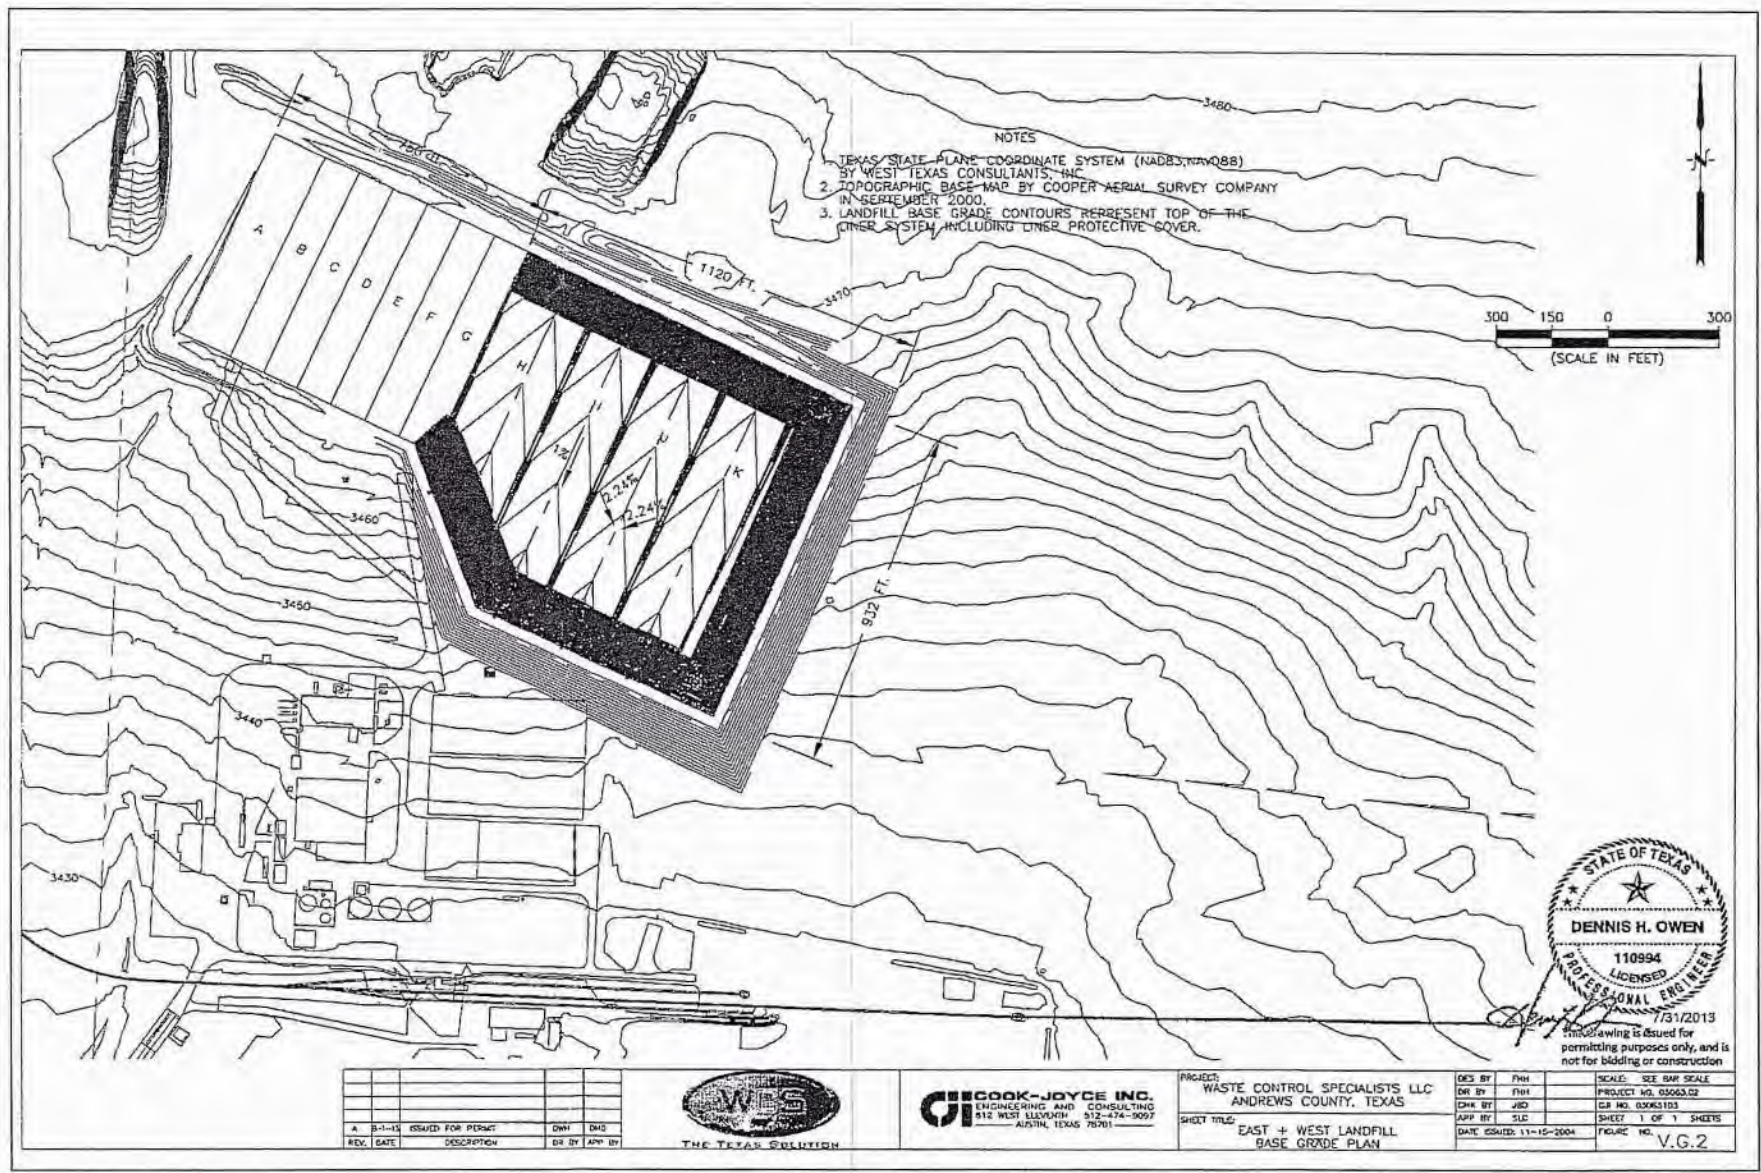 3480
NOTES
1. TEXAS STATE PLANE COORDINATE SYSTEM (NAD83,NAVD88)
BY WEST TEXAS CONSULTANTS, INC.
2. TOPOGRAPHIC BASE MAP BY COOPER AERIAL SURVEY COMPANY
IN SEPTEMBER 2000.
3. LANDFILL BASE GRADE CONTOURS REPRESENT TOP OF THE
LINER SYSTEM INCLUDING LINER PROTECTIVE COVER.
N
1120 FT.
3470
300 150 0 300
(SCALE IN FEET)
A
B
C
D
E
F
G
H
I
J
K
1%
2.24%
2.24%
932 FT.
3460
3450
3440
3430
STATE OF TEXAS
DENNIS H. OWEN
110994
LICENSED
PROFESSIONAL ENGINEER
7/31/2013
drawing is issued for
permitting purposes only, and is
not for bidding or construction
A ISSUED FOR PERMIT DWH DHO
REV. DATE DESCRIPTION DR BY APP BY
WCS
THE TEXAS SOLUTION
CJI COOK-JOYCE INC.
ENGINEERING AND CONSULTING
812 WEST ELEVENTH 512-474-9097
AUSTIN, TEXAS 78701
PROJECT:
WASTE CONTROL SPECIALISTS LLC
ANDREWS COUNTY, TEXAS
SHEET TITLE:
EAST + WEST LANDFILL
BASE GRADE PLAN
DES BY FHH
DR BY FHH
CHK BY JBD
APP BY SLC
DATE ISSUED: 11-15-2004
SCALE: SEE BAR SCALE
PROJECT NO. 03063.02
SHEET 1 OF 1 SHEETS
FIGURE NO. V.G.2